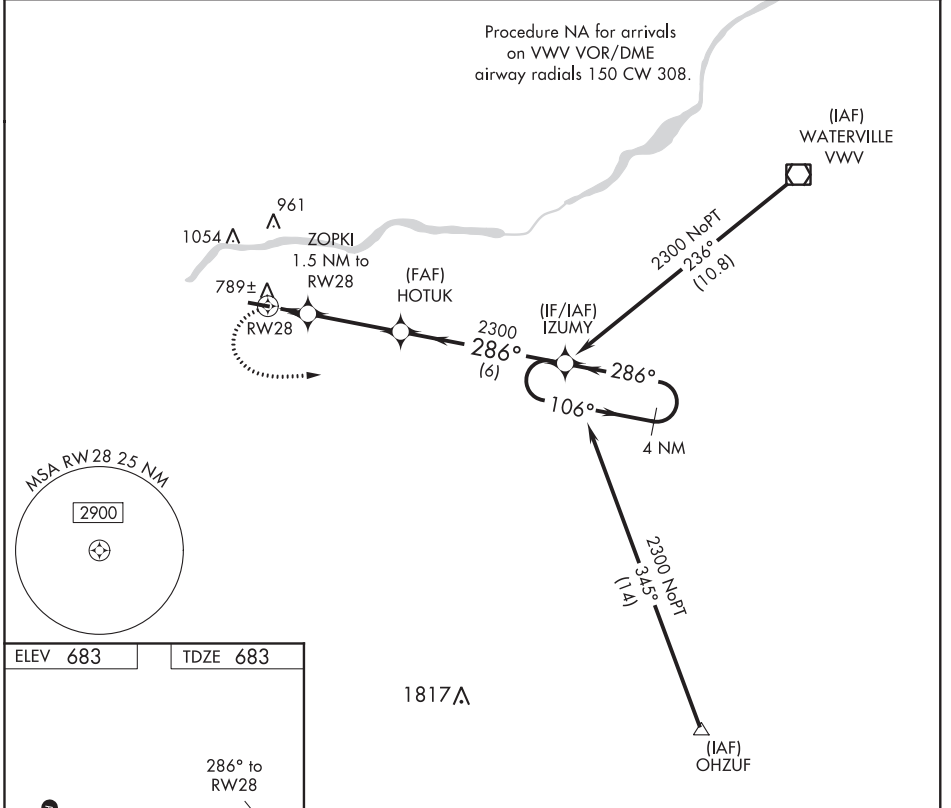 Procedure NA for arrivals
on VWV VOR/DME
airway radials 150 CW 308.
(IAF)
WATERVILLE
VWV
961
1054
ZOPKI
1.5 NM to
RW28
789±
RW28
(FAF)
HOTUK
2300
286°
(6)
(IF/IAF)
IZUMY
2300 NoPT
236°
(10.8)
286°
106°
4 NM
MSA RW28 25 NM
2900
2300 NoPT
345°
(14)
ELEV 683
TDZE 683
1817
(IAF)
OHZUF
286° to
RW28